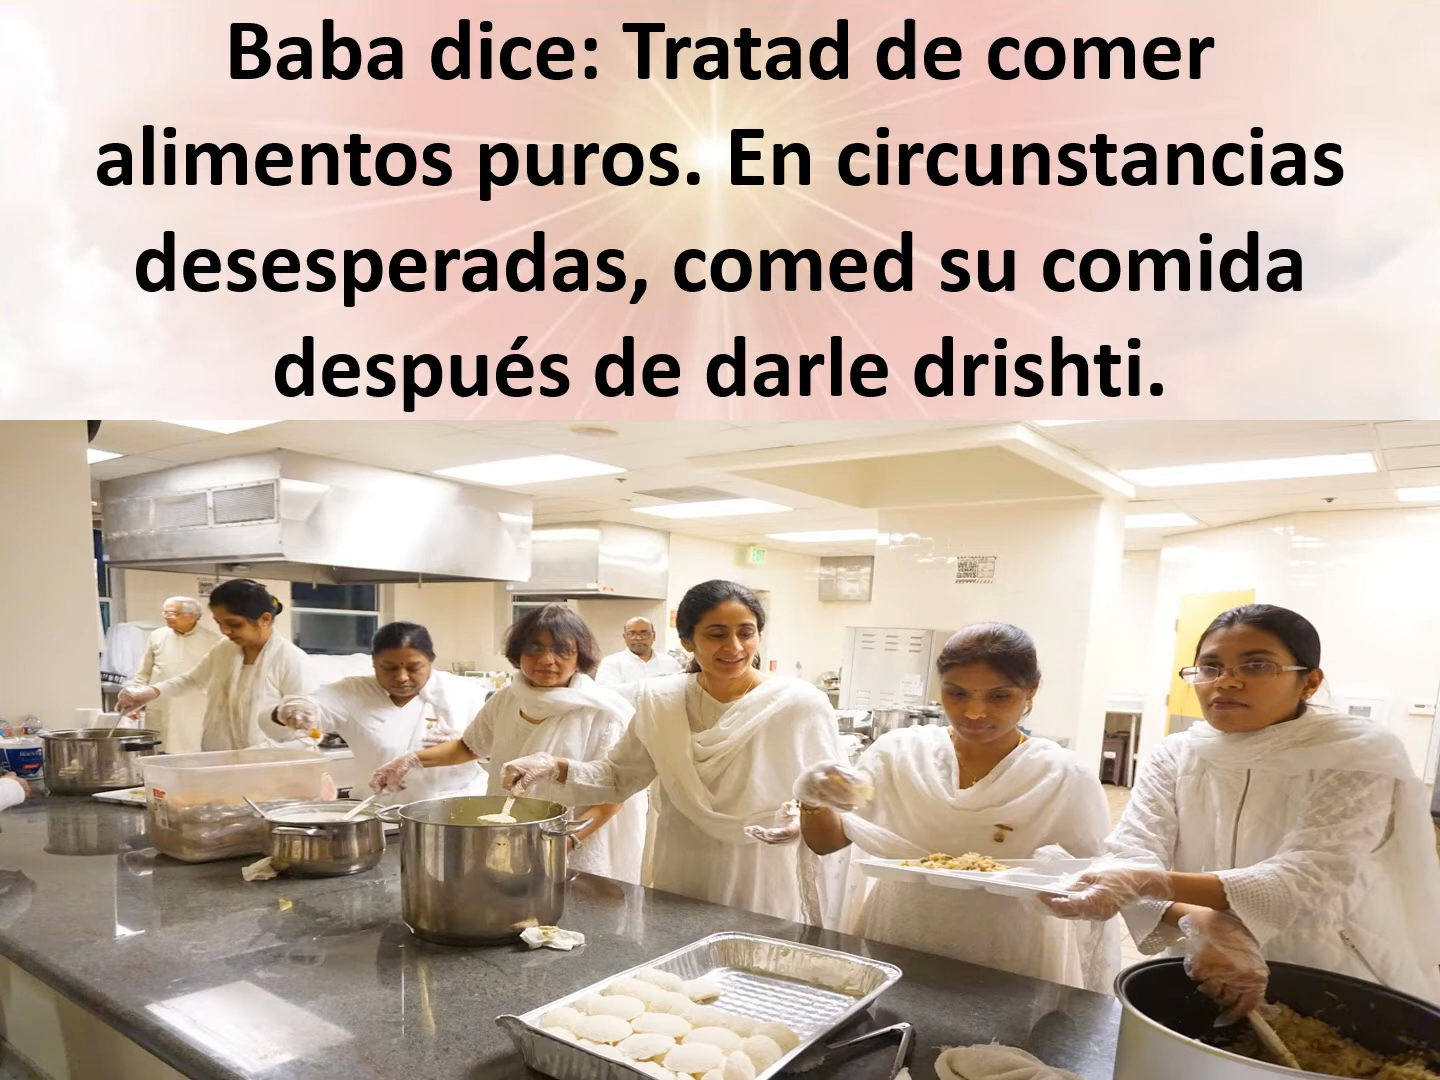 Baba dice: Tratad de comer
alimentos puros. En circunstancias
desesperadas, comed su comida
después de darle drishti.